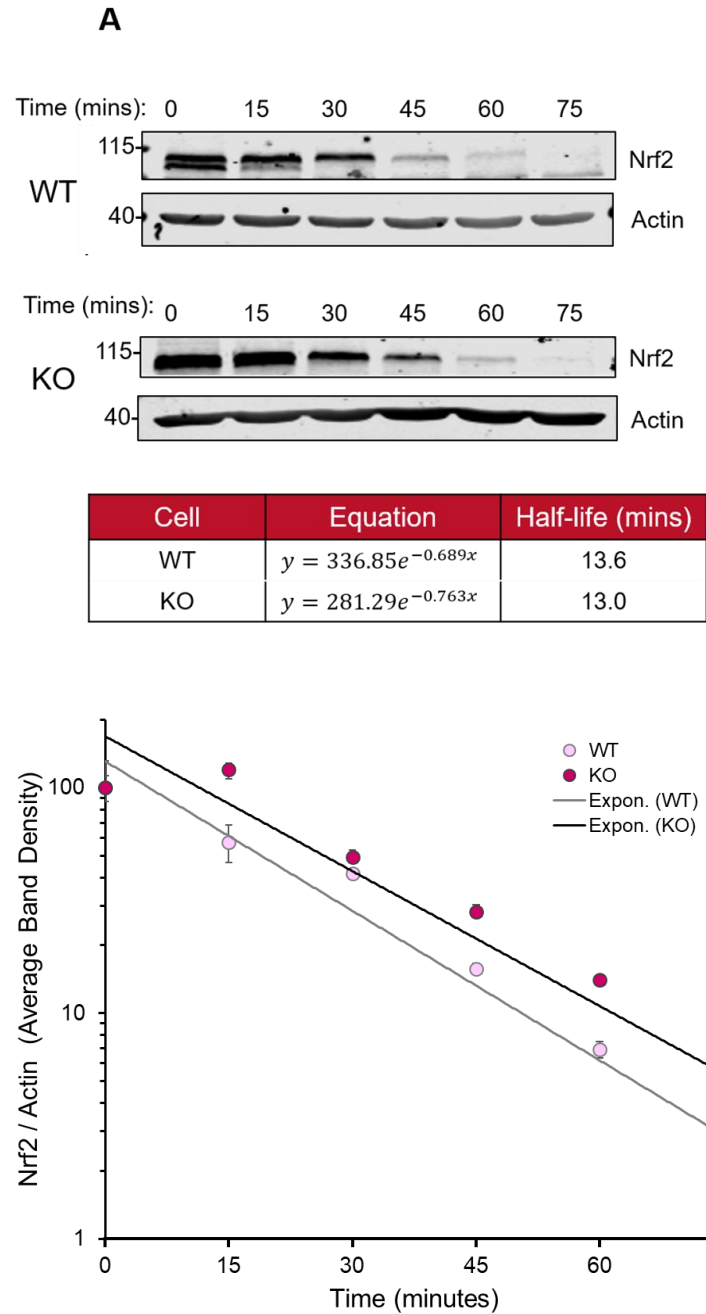 A
Time (mins): 0 15 30 45 60 75
115
Nrf2
WT
40
Actin
Time (mins): 0 15 30 45 60 75
115
Nrf2
KO
40
Actin
Cell Equation Half-life (mins)
WT y = 336.85e^{−0.689x} 13.6
KO y = 281.29e^{−0.763x} 13.0
Nrf2 / Actin (Average Band Density)
100
10
1
WT
KO
Expon. (WT)
Expon. (KO)
0 15 30 45 60
Time (minutes)